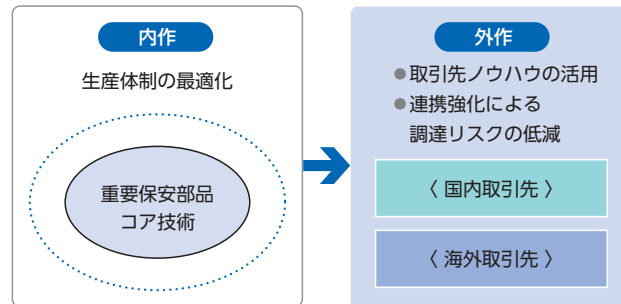 内作
生産体制の最適化
重要保安部品
コア技術
外作
●取引先ノウハウの活用
●連携強化による
調達リスクの低減
〈 国内取引先 〉
〈 海外取引先 〉